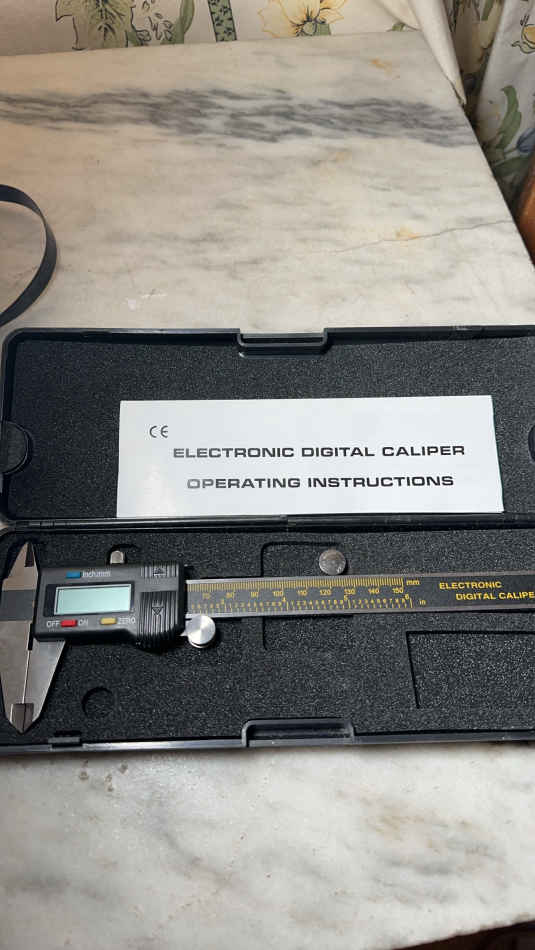 CE
ELECTRONIC DIGITAL CALIPER
OPERATING INSTRUCTIONS
inch/mm
OFF ON ZERO
70 80 90 100 110 120 130 140 150 mm
in
ELECTRONIC
DIGITAL CALIPE